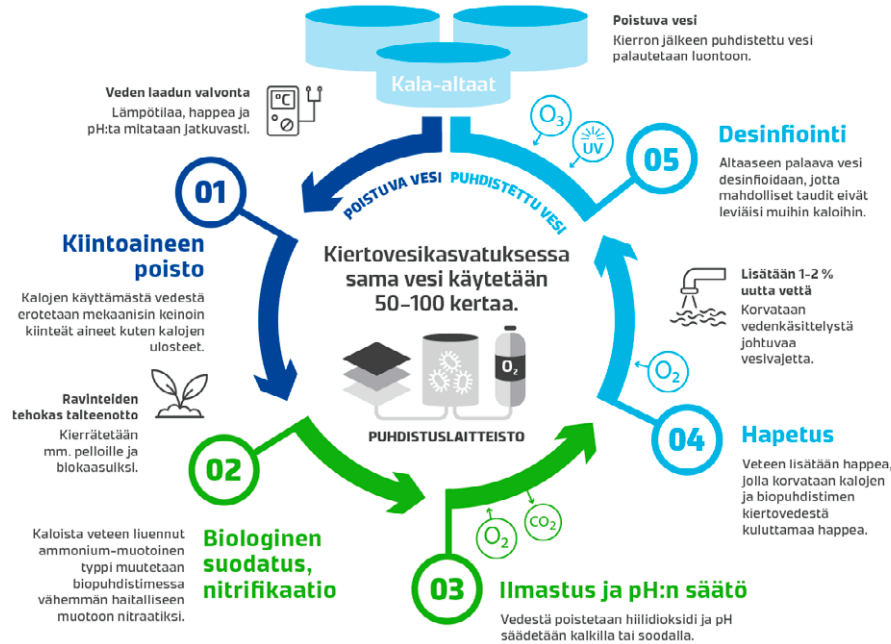 Poistuva vesi
Kierron jälkeen puhdistettu vesi
palautetaan luontoon.
Kala-altaat
Veden laadun valvonta
Lämpötilaa, happea ja
pH:ta mitataan jatkuvasti.
°C
O3
UV
POISTUVA VESI
PUHDISTETTU VESI
01
Kiintoaineen
poisto
Kalojen käyttämästä vedestä
erotetaan mekaanisin keinoin
kiinteät aineet kuten kalojen
ulosteet.
05
Desinfiointi
Altaaseen palaava vesi
desinfioidaan, jotta
mahdolliset taudit eivät
leviäisi muihin kaloihin.
Kiertovesikasvatuksessa
sama vesi käytetään
50–100 kertaa.
O2
PUHDISTUSLAITTEISTO
Lisätään 1-2 %
uutta vettä
Korvataan
vedenkäsittelystä
johtuvaa
vesivajetta.
Ravinteiden
tehokas talteenotto
Kierrätetään
mm. pelloille ja
biokaasuiksi.
O2
04
Hapetus
Veteen lisätään happea,
jolla korvataan kalojen
ja biopuhdistimen
kiertovedestä
kuluttamaa happea.
02
Biologinen
suodatus,
nitrifikaatio
Kaloista veteen liuennut
ammonium-muotoinen
typpi muutetaan
biopuhdistimessa
vähemmän haitalliseen
muotoon nitraatiksi.
O2
CO2
03
Ilmastus ja pH:n säätö
Vedestä poistetaan hiilidioksidi ja pH
säädetään kalkilla tai soodalla.